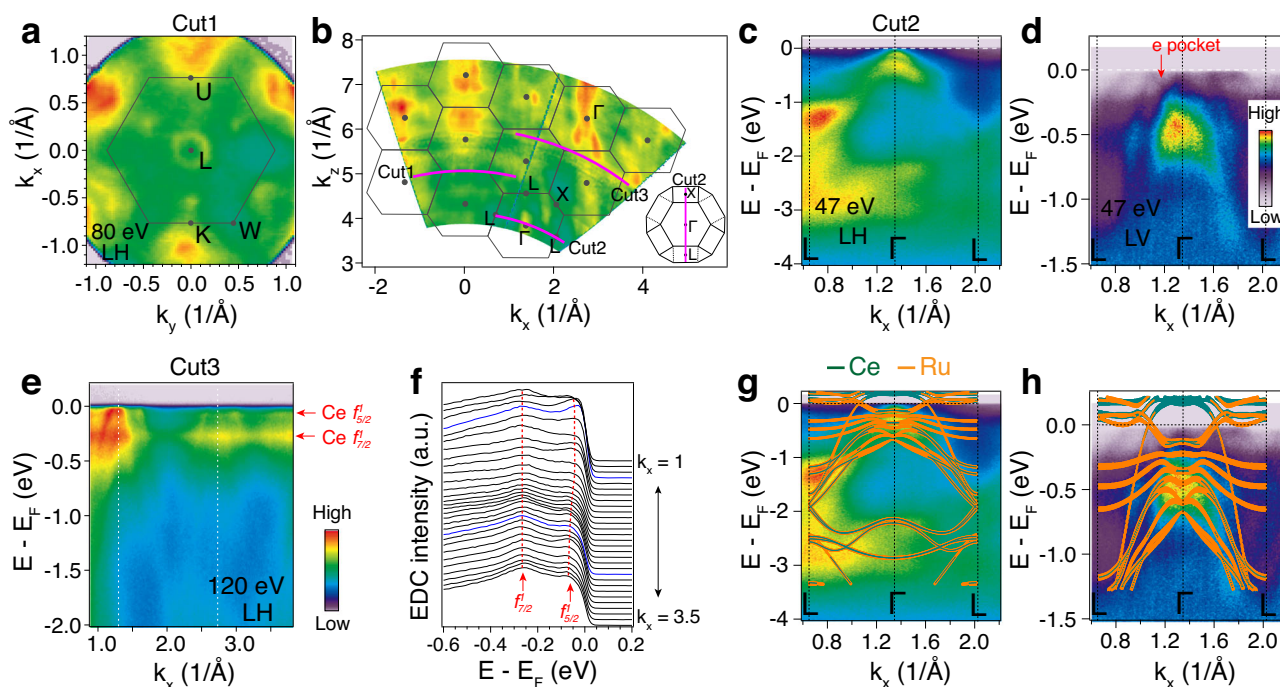 a
Cut1
k_x (1/Å)
1.0
0.5
0.0
-0.5
-1.0
U
L
K
W
80 eV
LH
-1.0
0.0
1.0
k_y (1/Å)
b
k_z (1/Å)
8
7
6
5
4
3
Γ
Cut1
L
X
Cut3
L
Γ
L
Cut2
Cut2
X
Γ
L
-2
0
2
4
k_x (1/Å)
c
Cut2
E - E_F (eV)
0
-1
-2
-3
-4
47 eV
LH
L
Γ
L
0.8
1.2
1.6
2.0
k_x (1/Å)
d
e pocket
E - E_F (eV)
0.0
-0.5
-1.0
-1.5
High
Low
47 eV
LV
L
Γ
L
0.8
1.2
1.6
2.0
k_x (1/Å)
e
Cut3
E - E_F (eV)
0.0
-0.5
-1.0
-1.5
-2.0
Ce f^1_{5/2}
Ce f^1_{7/2}
120 eV
LH
High
Low
1.0
2.0
3.0
k_x (1/Å)
f
EDC intensity (a.u.)
k_x = 1
k_x = 3.5
f^1_{7/2}
f^1_{5/2}
-0.6
-0.4
-0.2
0.0
0.2
E - E_F (eV)
g
Ce
Ru
E - E_F (eV)
0
-1
-2
-3
-4
L
Γ
L
0.8
1.2
1.6
2.0
k_x (1/Å)
h
E - E_F (eV)
0.0
-0.5
-1.0
-1.5
L
Γ
L
0.8
1.2
1.6
2.0
k_x (1/Å)